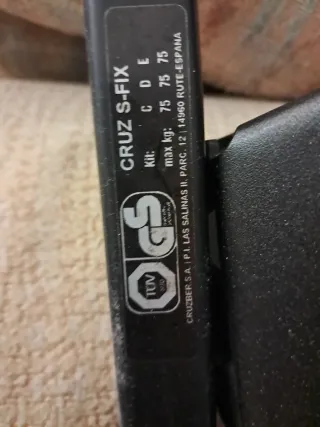 CRUZ S-FIX
Kit: C D E
max kg: 75 75 75
TÜV
GS
CRUZBER S.A. | P.I. LAS SALINAS II, PARC. 12 | 14960 RUTE-ESPAÑA